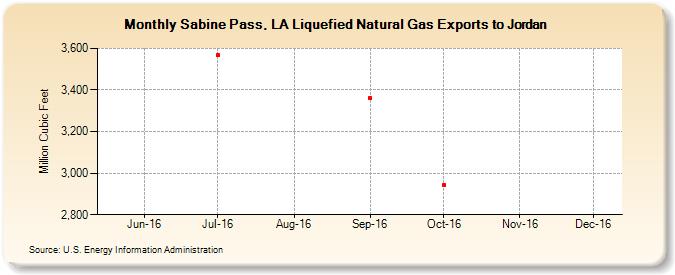 Monthly Sabine Pass, LA Liquefied Natural Gas Exports to Jordan
Million Cubic Feet
3,600
3,400
3,200
3,000
2,800
Jun-16 Jul-16 Aug-16 Sep-16 Oct-16 Nov-16 Dec-16
Source: U.S. Energy Information Administration